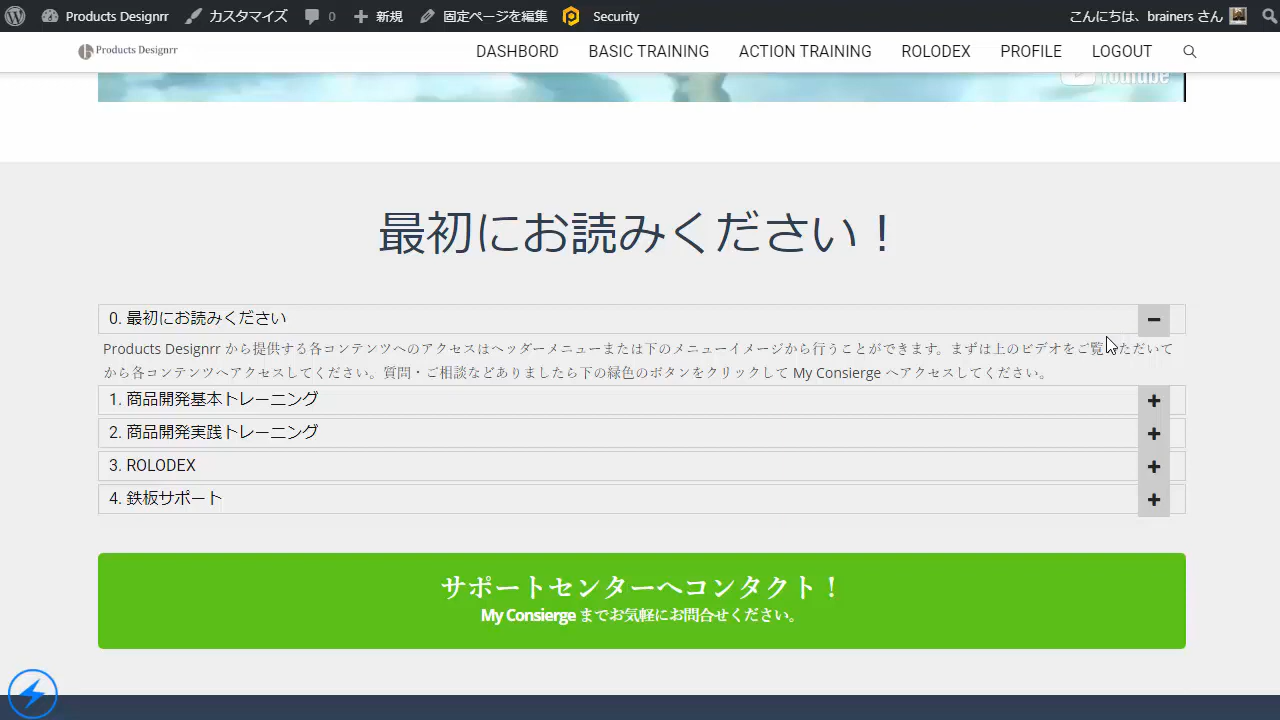 Products Designrr カスタマイズ 0 新規 固定ページを編集 Security こんにちは、brainers さん
Products Designrr DASHBORD BASIC TRAINING ACTION TRAINING ROLODEX PROFILE LOGOUT
YouTube
最初にお読みください！
0. 最初にお読みください
Products Designrr から提供する各コンテンツへのアクセスはヘッダーメニューまたは下のメニューイメージから行うことができます。まずは上のビデオをご覧いただいて
から各コンテンツへアクセスしてください。質問・ご相談などありましたら下の緑色のボタンをクリックして My Consierge へアクセスしてください。
1. 商品開発基本トレーニング
2. 商品開発実践トレーニング
3. ROLODEX
4. 鉄板サポート
サポートセンターへコンタクト！
My Consierge までお気軽にお問合せください。